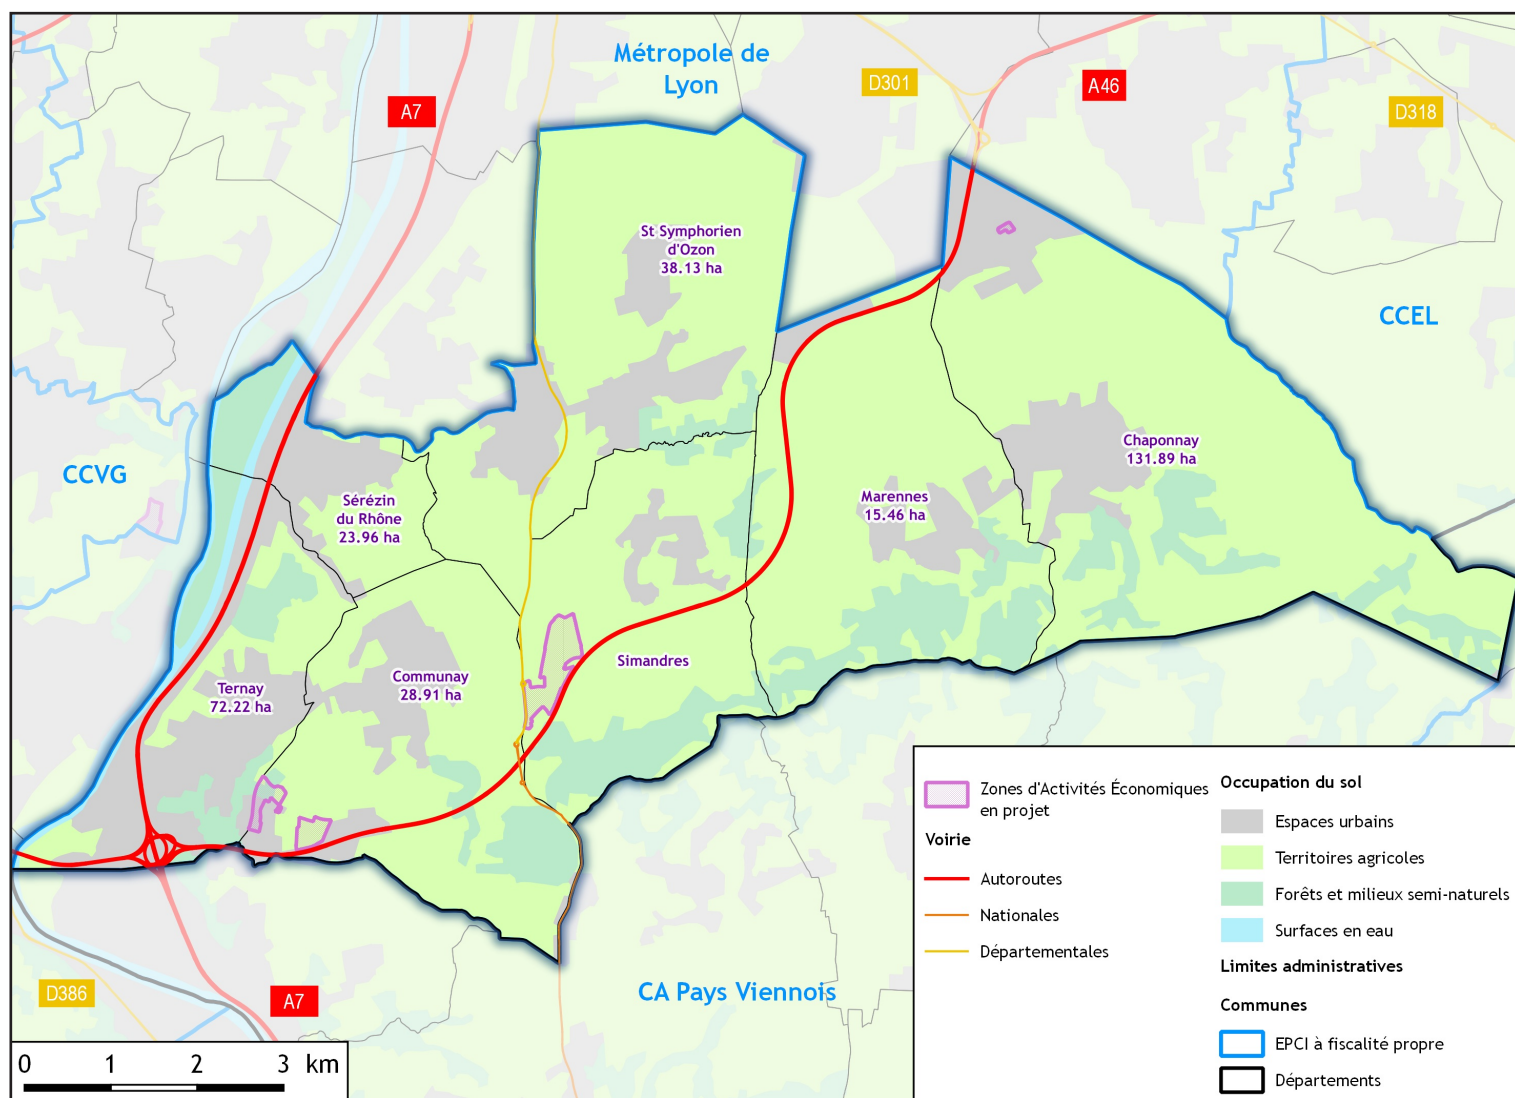 Métropole de
Lyon
D301
A46
A7
D318
St Symphorien
d'Ozon
38.13 ha
CCEL
Chaponnay
131.89 ha
CCVG
Sérézin
du Rhône
23.96 ha
Marennes
15.46 ha
Simandres
Communay
28.91 ha
Ternay
72.22 ha
D386
A7
CA Pays Viennois
0 1 2 3 km
Zones d'Activités Économiques
en projet
Voirie
Autoroutes
Nationales
Départementales
Occupation du sol
Espaces urbains
Territoires agricoles
Forêts et milieux semi-naturels
Surfaces en eau
Limites administratives
Communes
EPCI à fiscalité propre
Départements